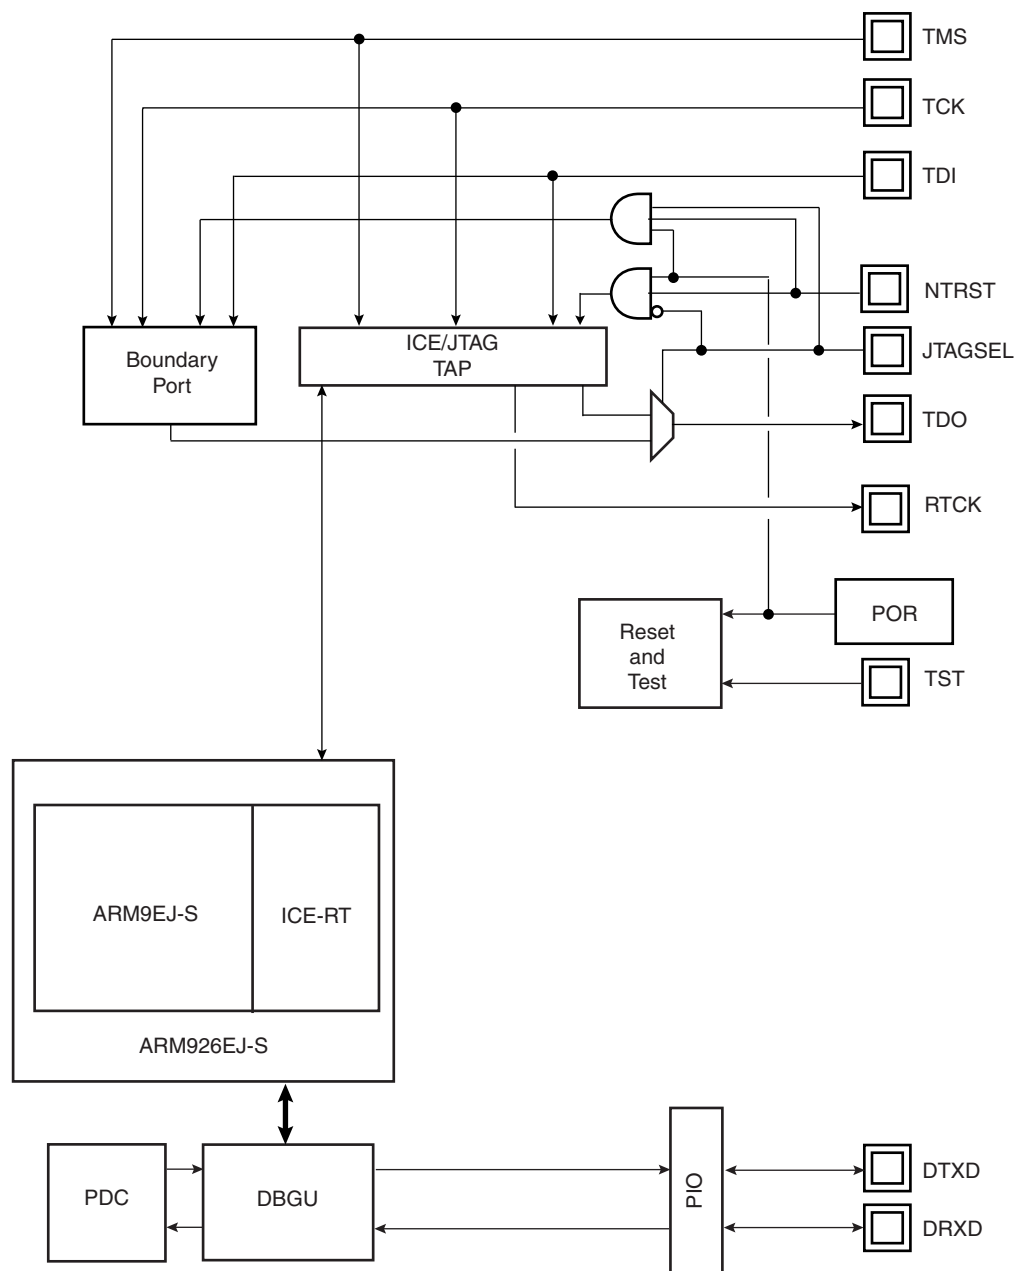 TMS
TCK
TDI
NTRST
ICE/JTAG
TAP
JTAGSEL
Boundary
Port
TDO
RTCK
POR
Reset
and
Test
TST
ARM9EJ-S
ICE-RT
ARM926EJ-S
PDC
DBGU
PIO
DTXD
DRXD